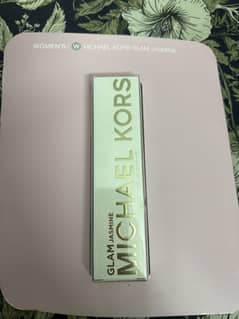 WOMEN'S W MICHAEL KORS GLAM JASMINE
GLAM JASMINE
MICHAEL KORS